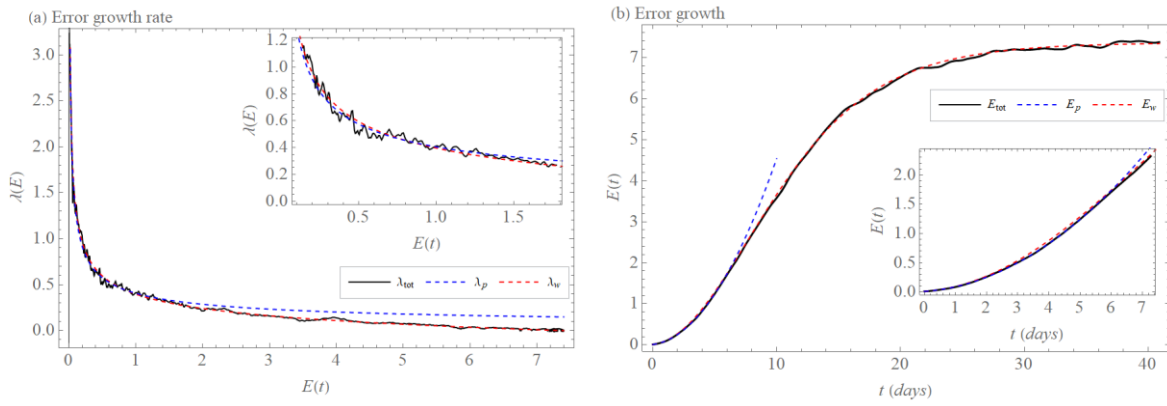 (a) Error growth rate
3.0
2.5
2.0
1.5
1.0
0.5
0.0
λ(E)
0 1 2 3 4 5 6 7
E(t)
1.2
1.0
0.8
0.6
0.4
0.2
0.0
λ(E)
0.5 1.0 1.5
E(t)
λtot λp λw
(b) Error growth
7
6
5
4
3
2
1
0
E(t)
0 10 20 30 40
t (days)
Etot Ep Ew
2.0
1.5
1.0
0.5
0.0
E(t)
0 1 2 3 4 5 6 7
t (days)